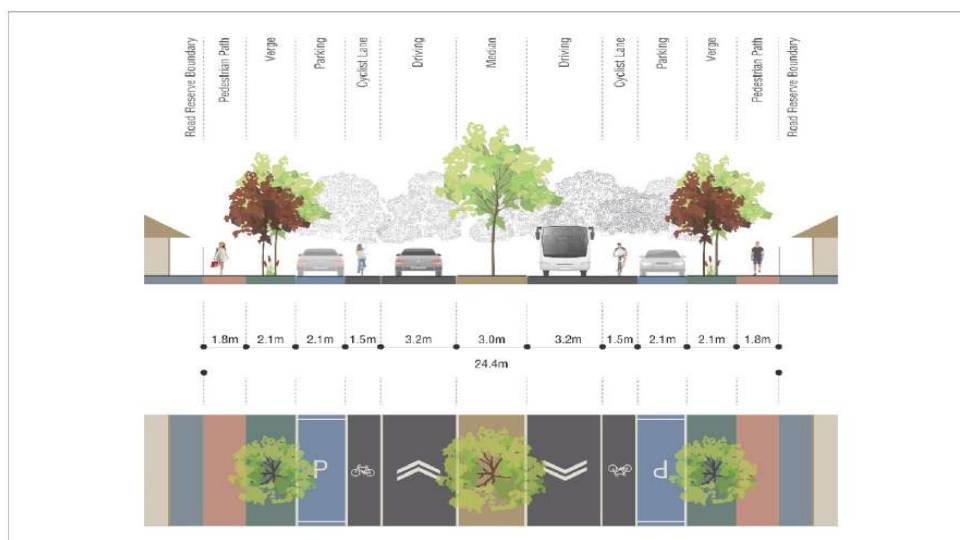 Road Reserve Boundary
Pedestrian Path
Verge
Parking
Cyclist Lane
Driving
Median
Driving
Cyclist Lane
Parking
Verge
Pedestrian Path
Road Reserve Boundary
1.8m 2.1m 2.1m 1.5m 3.2m 3.0m 3.2m 1.5m 2.1m 2.1m 1.8m
24.4m
P P